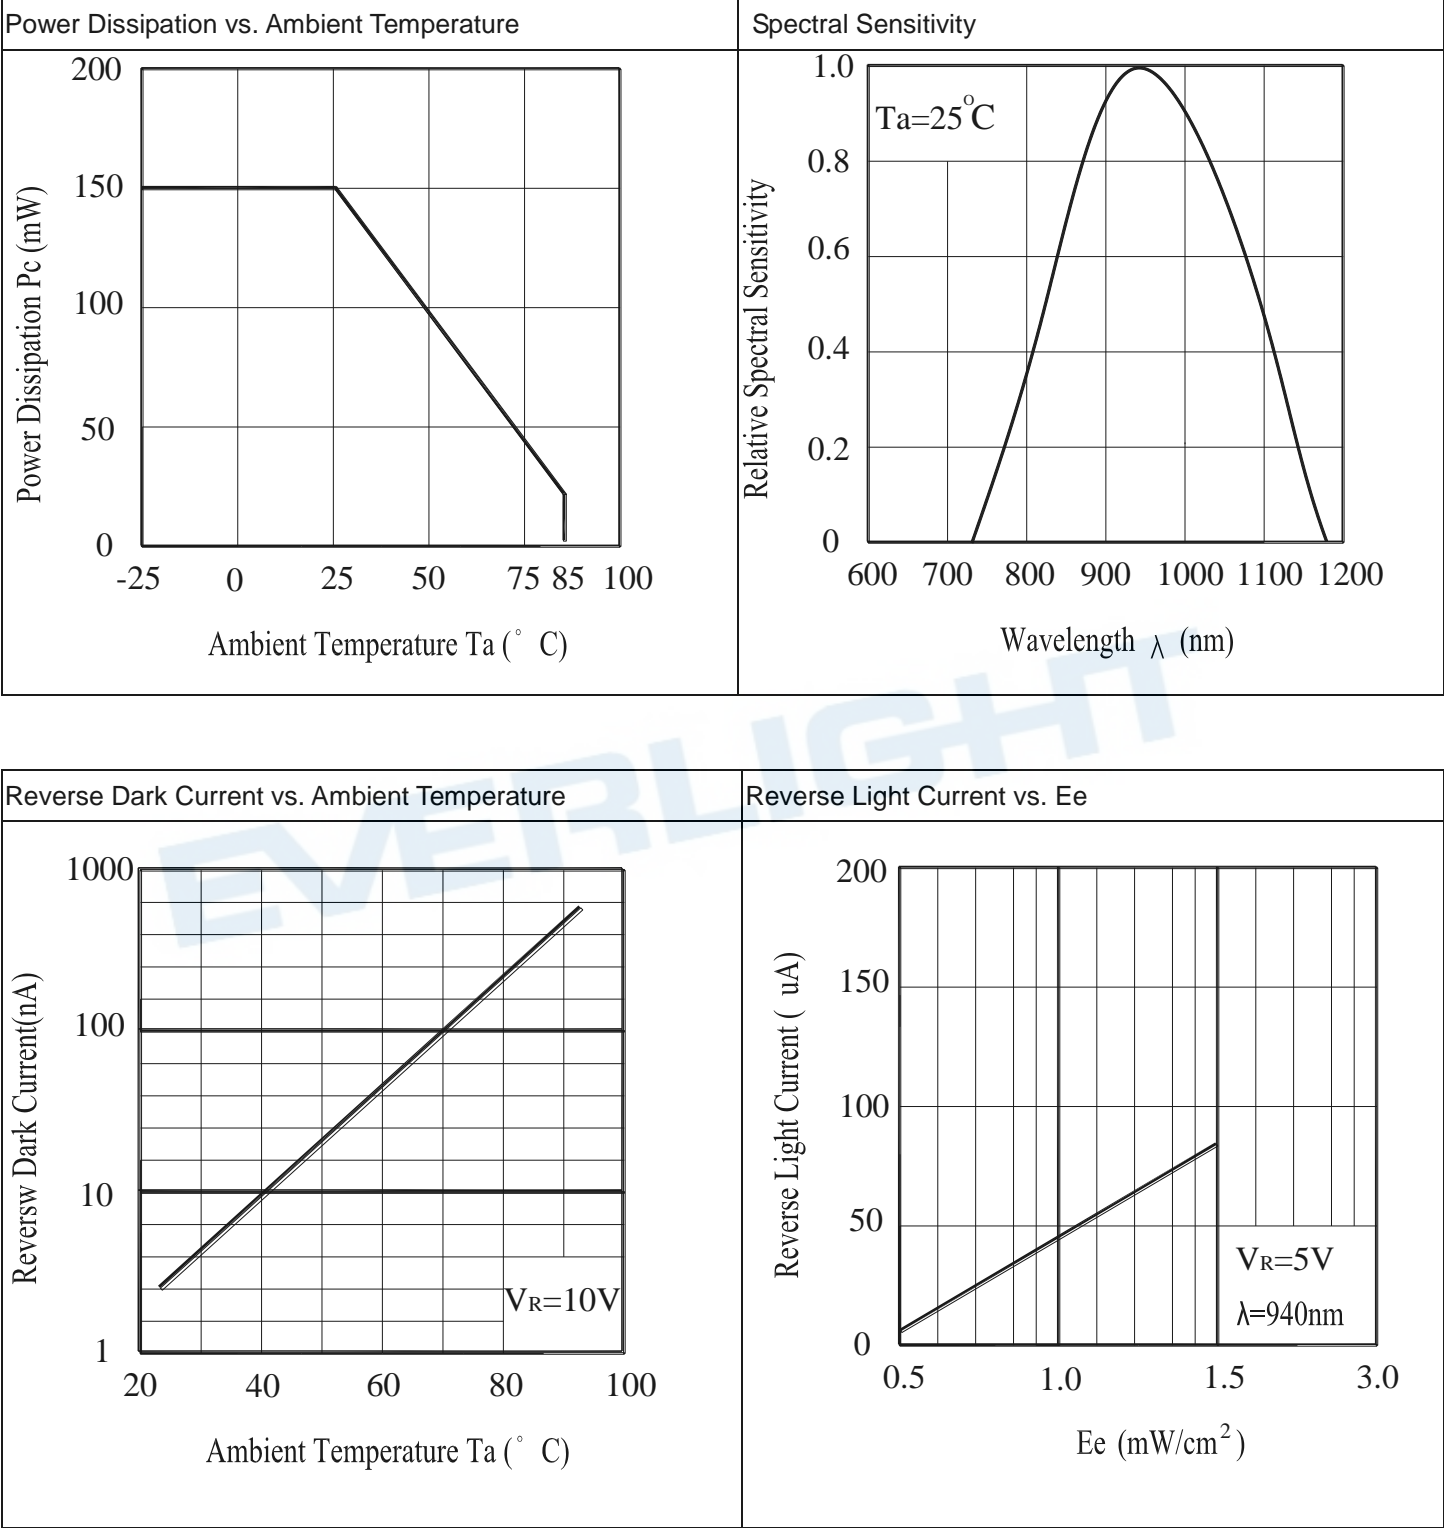 Power Dissipation vs. Ambient Temperature
200
150
100
50
0
-25 0 25 50 75 85 100
Power Dissipation Pc (mW)
Ambient Temperature Ta (° C)
Spectral Sensitivity
Ta=25°C
1.0
0.8
0.6
0.4
0.2
0
600 700 800 900 1000 1100 1200
Relative Spectral Sensitivity
Wavelength λ (nm)
EVERLIGHT
Reverse Dark Current vs. Ambient Temperature
1000
100
10
1
20 40 60 80 100
Reversw Dark Current(nA)
VR=10V
Ambient Temperature Ta (° C)
Reverse Light Current vs. Ee
200
150
100
50
0
0.5 1.0 1.5 3.0
Reverse Light Current ( uA)
VR=5V
λ=940nm
Ee (mW/cm²)